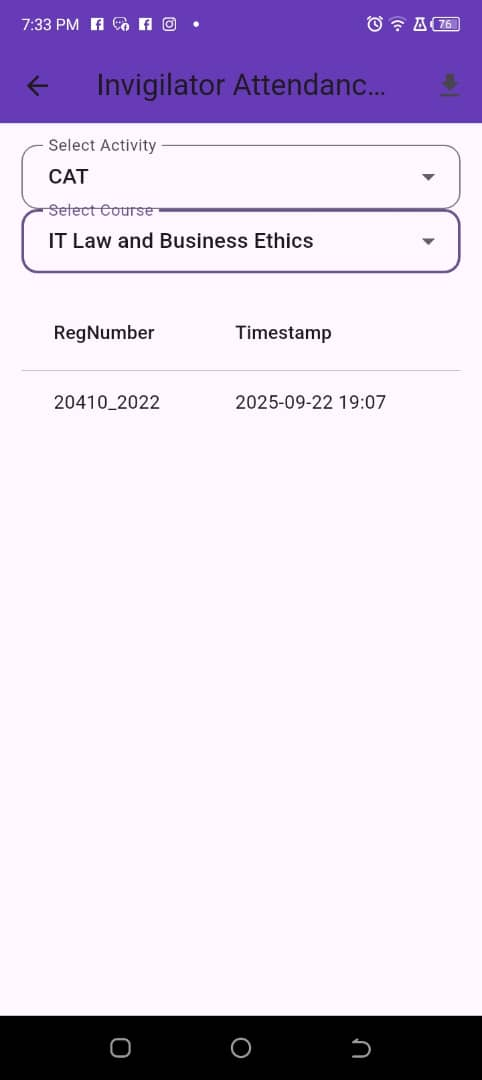 7:33 PM 76
Invigilator Attendanc...
Select Activity
CAT
Select Course
IT Law and Business Ethics
RegNumber Timestamp
20410_2022 2025-09-22 19:07